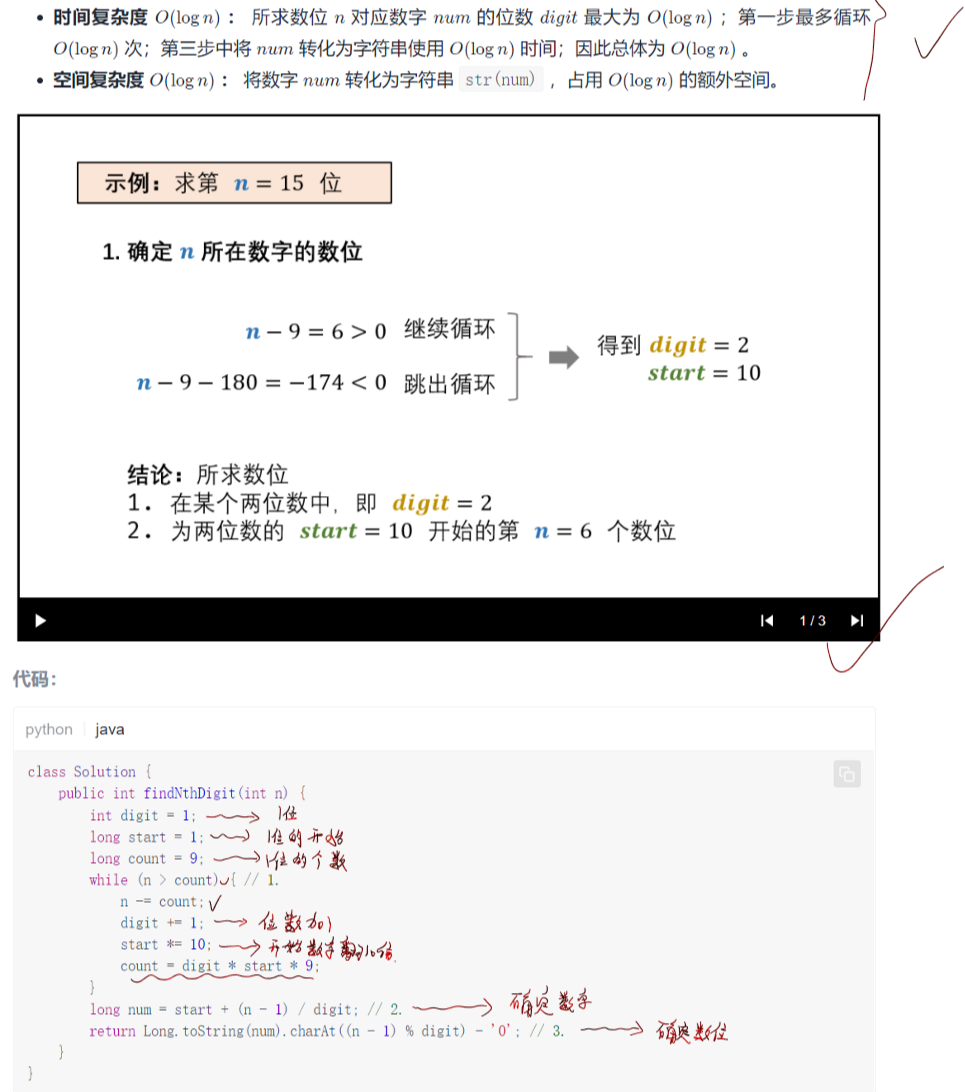 • 时间复杂度 O(log n)： 所求数位 n 对应数字 num 的位数 digit 最大为 O(log n) ；第一步最多循环
O(log n) 次；第三步中将 num 转化为字符串使用 O(log n) 时间；因此总体为 O(log n) 。
• 空间复杂度 O(log n)： 将数字 num 转化为字符串 str(num) ，占用 O(log n) 的额外空间。
示例：求第 n = 15 位
1. 确定 n 所在数字的数位
n − 9 = 6 > 0 继续循环
n − 9 − 180 = −174 < 0 跳出循环
得到 digit = 2
start = 10
结论：所求数位
1. 在某个两位数中，即 digit = 2
2. 为两位数的 start = 10 开始的第 n = 6 个数位
1 / 3
代码：
python java
class Solution {
public int findNthDigit(int n) {
int digit = 1; 1位
long start = 1; 1位的开始
long count = 9; 1位的个数
while (n > count) { // 1.
n -= count;
digit += 1; 位数加1
start *= 10; 开始数字翻10倍
count = digit * start * 9;
}
long num = start + (n - 1) / digit; // 2. 确定数字
return Long.toString(num).charAt((n - 1) % digit) - '0'; // 3. 确定数位
}
}